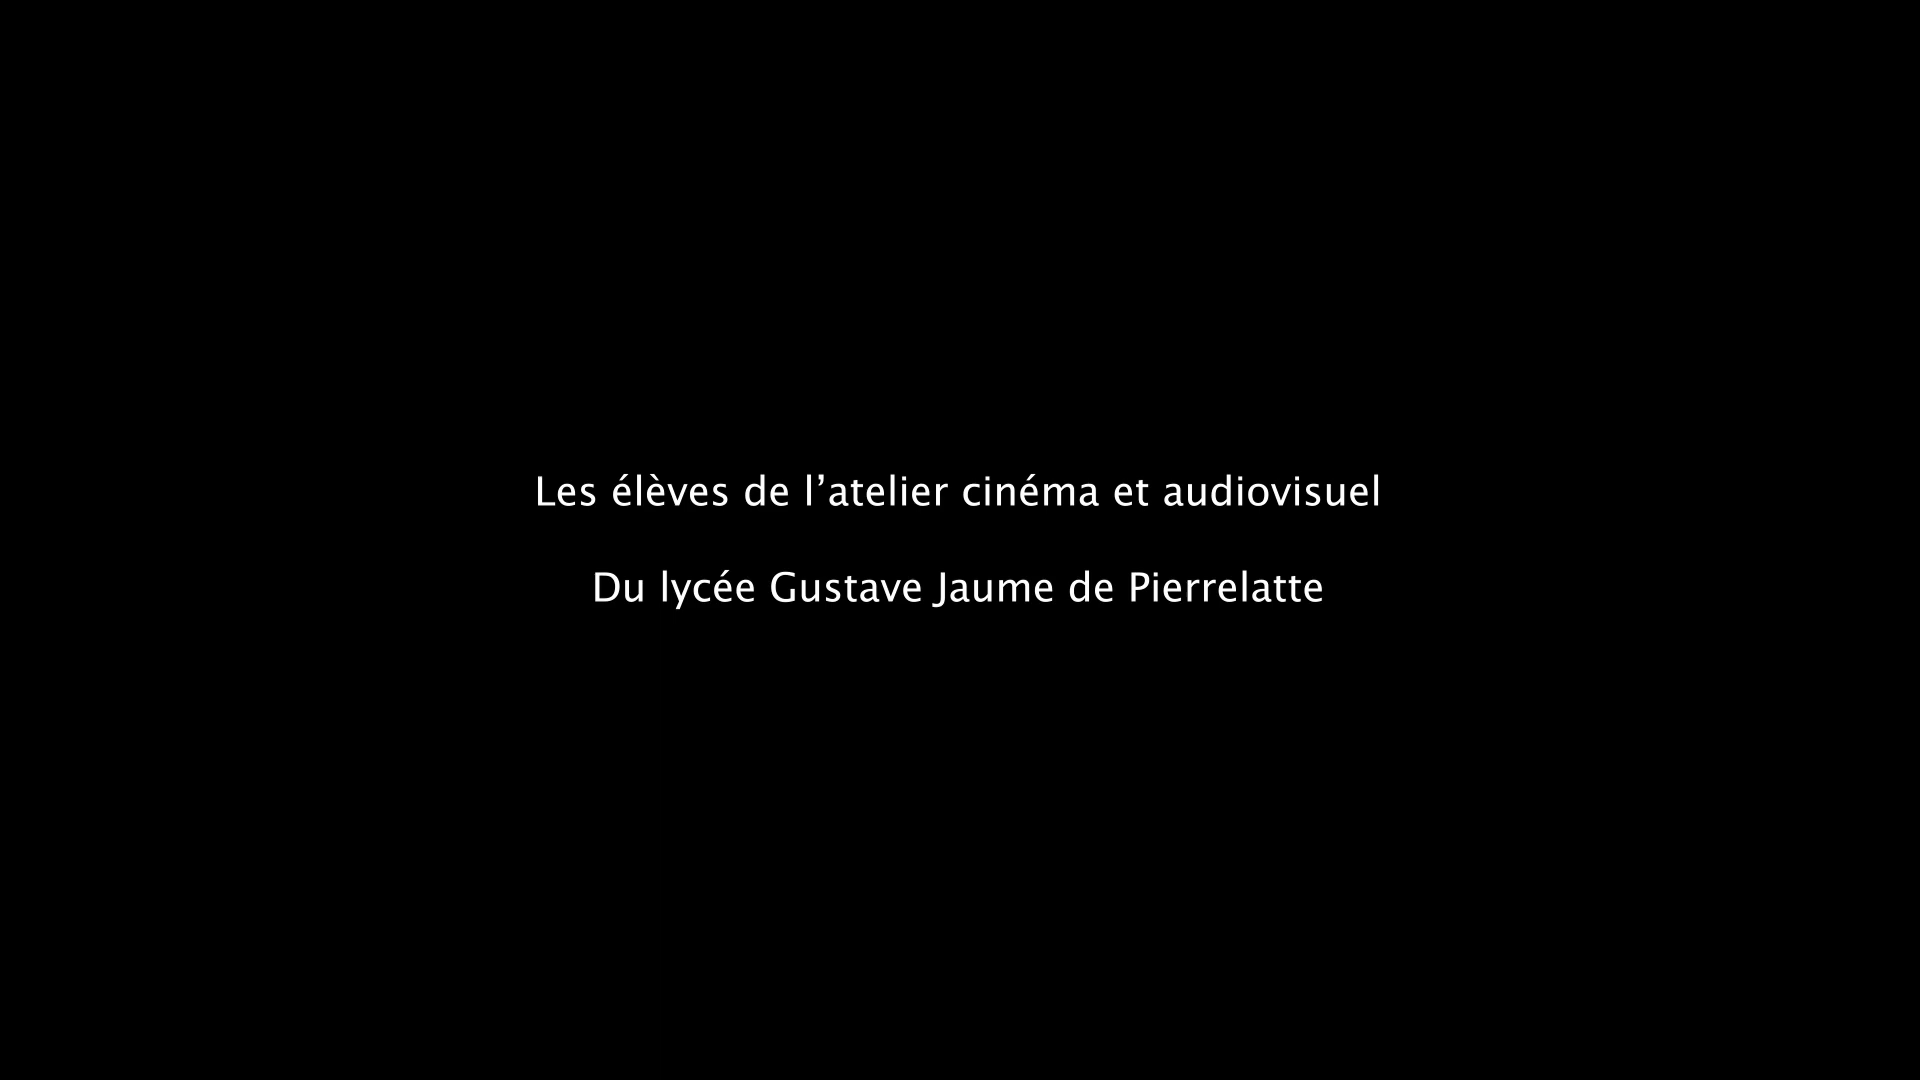 Les élèves de l’atelier cinéma et audiovisuel
Du lycée Gustave Jaume de Pierrelatte